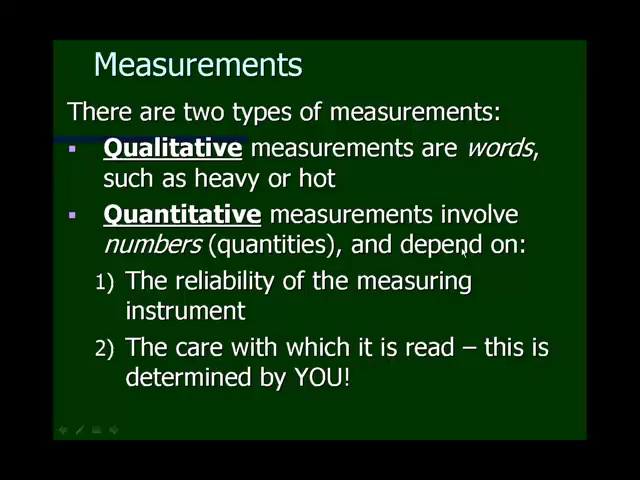 Measurements
There are two types of measurements:
▪ Qualitative measurements are words,
such as heavy or hot
▪ Quantitative measurements involve
numbers (quantities), and depend on:
1) The reliability of the measuring
instrument
2) The care with which it is read – this is
determined by YOU!